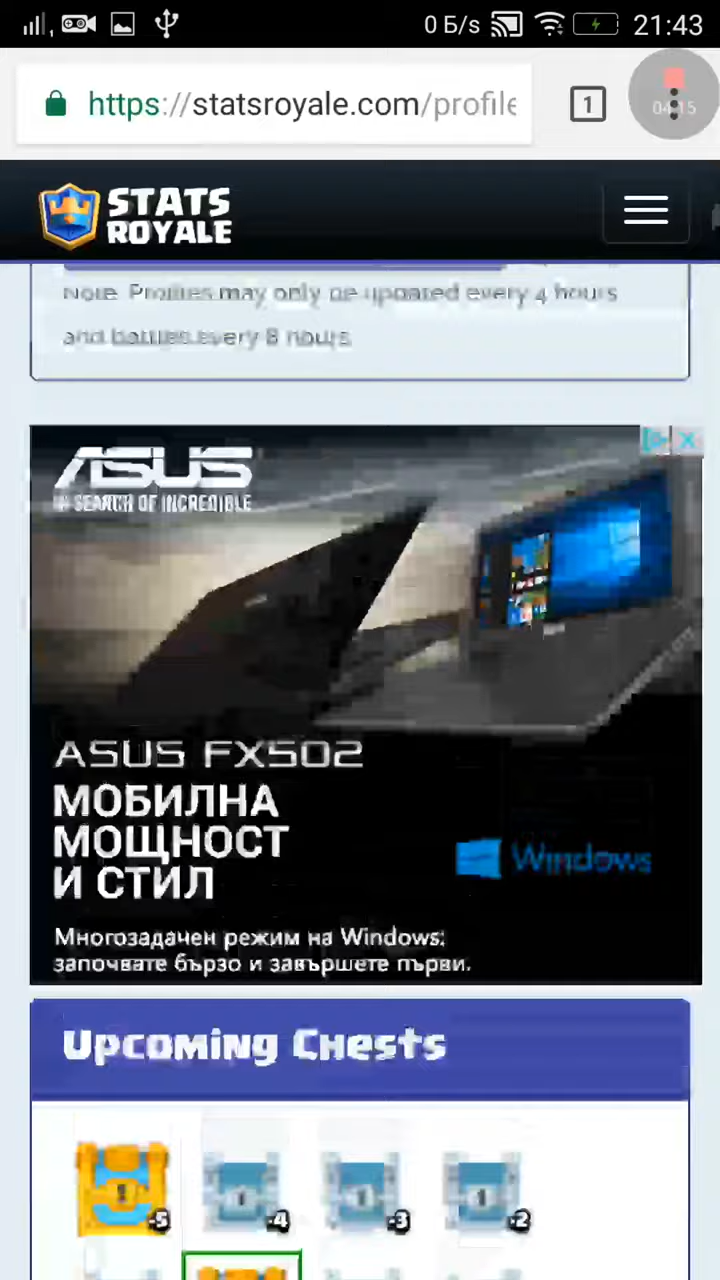 0 Б/s 21:43
https://statsroyale.com/profile
1
04:15
STATS
ROYALE
Note: Profiles may only be updated every 4 hours
and battles every 8 hours.
ASUS
IN SEARCH OF INCREDIBLE
ASUS FX502
МОБИЛНА
МОЩНОСТ
И СТИЛ
Windows
Многозадачен режим на Windows:
започвате бързо и завършете първи.
Upcoming Chests
-5
-4
-3
-2